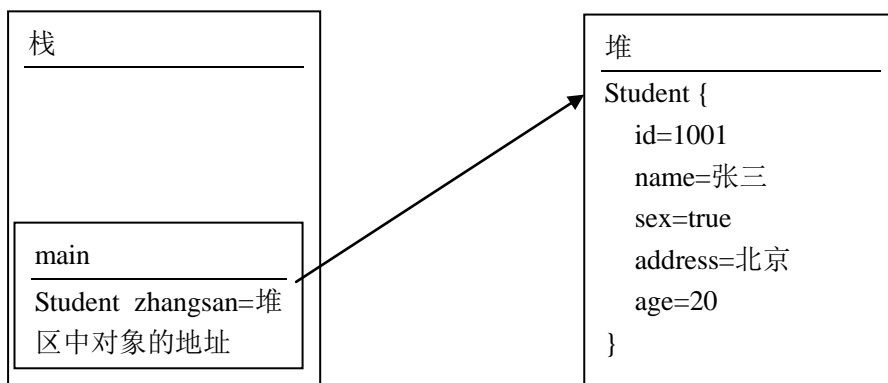 栈
main
Student zhangsan=堆
区中对象的地址
堆
Student {
id=1001
name=张三
sex=true
address=北京
age=20
}